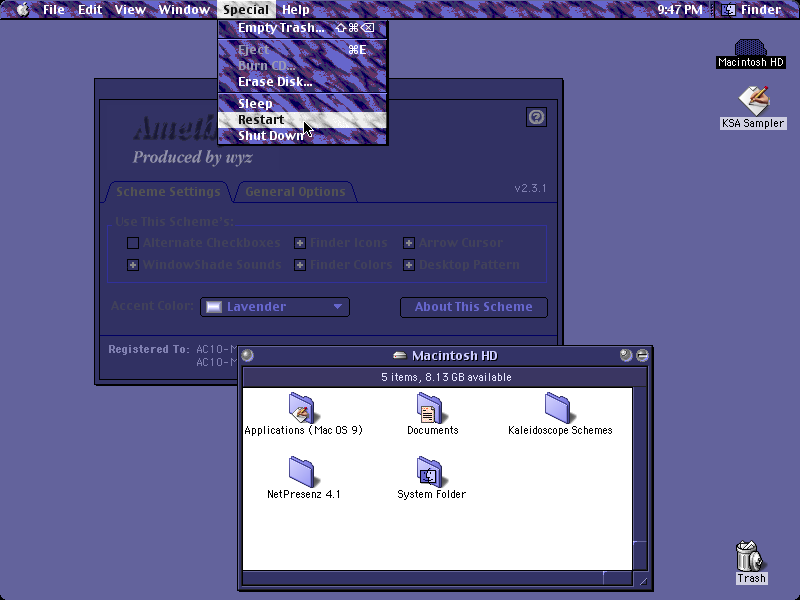 File Edit View Window Special Help 9:47 PM Finder
Empty Trash... ⇧⌘⌫
Eject ⌘E
Burn CD...
Erase Disk...
Sleep
Restart
Shut Down
Macintosh HD
KSA Sampler
Produced by wyz
v2.3.1
Scheme Settings General Options
Use This Scheme's:
Alternate Checkboxes Finder Icons Arrow Cursor
WindowShade Sounds Finder Colors Desktop Pattern
Accent Color: Lavender About This Scheme
Registered To: AC10-M
AC10-M
Macintosh HD
5 items, 8.13 GB available
Applications (Mac OS 9) Documents Kaleidoscope Schemes
NetPresenz 4.1 System Folder
Trash